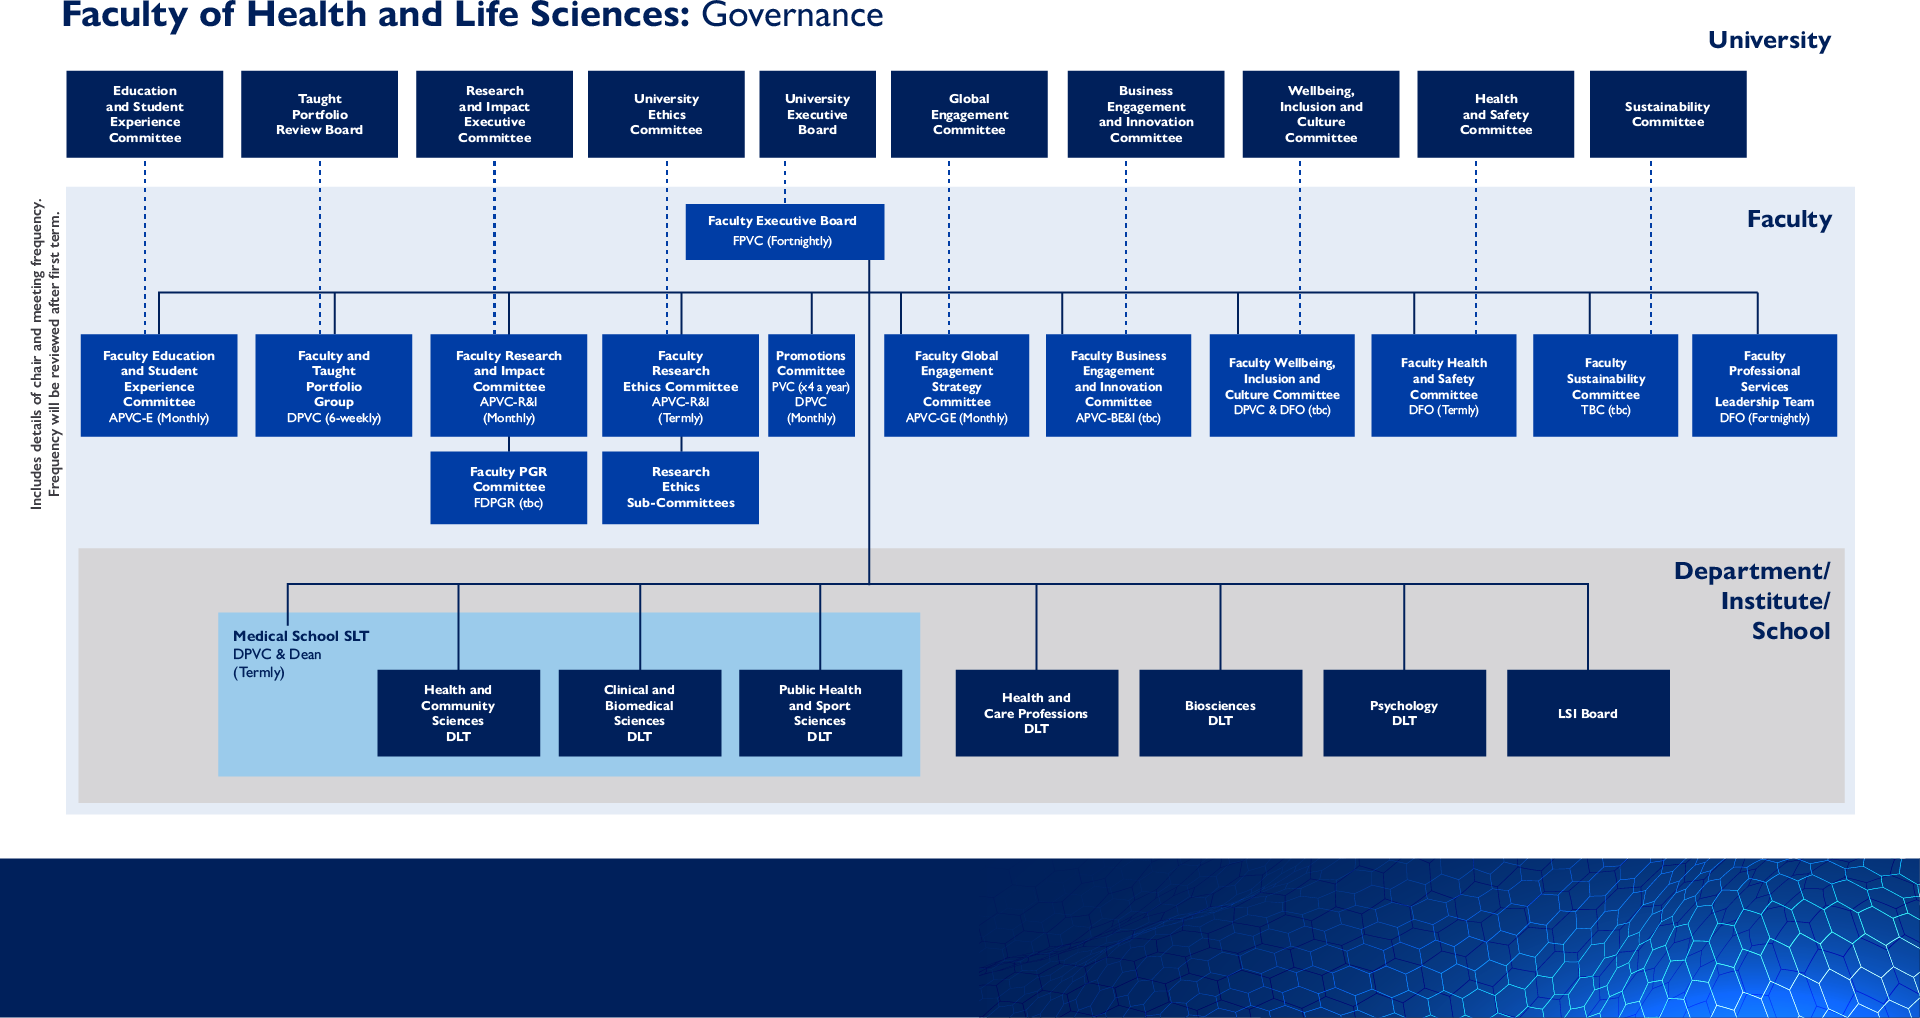 Faculty of Health and Life Sciences: Governance
University
Education
and Student
Experience
Committee
Taught
Portfolio
Review Board
Research
and Impact
Executive
Committee
University
Ethics
Committee
University
Executive
Board
Global
Engagement
Committee
Business
Engagement
and Innovation
Committee
Wellbeing,
Inclusion and
Culture
Committee
Health
and Safety
Committee
Sustainability
Committee
Includes details of chair and meeting frequency.
Frequency will be reviewed after first term.
Faculty
Faculty Executive Board
FPVC (Fortnightly)
Faculty Education
and Student
Experience
Committee
APVC-E (Monthly)
Faculty and
Taught
Portfolio
Group
DPVC (6-weekly)
Faculty Research
and Impact
Committee
APVC-R&I
(Monthly)
Faculty
Research
Ethics Committee
APVC-R&I
(Termly)
Promotions
Committee
PVC (x4 a year)
DPVC
(Monthly)
Faculty Global
Engagement
Strategy
Committee
APVC-GE (Monthly)
Faculty Business
Engagement
and Innovation
Committee
APVC-BE&I (tbc)
Faculty Wellbeing,
Inclusion and
Culture Committee
DPVC & DFO (tbc)
Faculty Health
and Safety
Committee
DFO (Termly)
Faculty
Sustainability
Committee
TBC (tbc)
Faculty
Professional
Services
Leadership Team
DFO (Fortnightly)
Faculty PGR
Committee
FDPGR (tbc)
Research
Ethics
Sub-Committees
Department/
Institute/
School
Medical School SLT
DPVC & Dean
(Termly)
Health and
Community
Sciences
DLT
Clinical and
Biomedical
Sciences
DLT
Public Health
and Sport
Sciences
DLT
Health and
Care Professions
DLT
Biosciences
DLT
Psychology
DLT
LSI Board